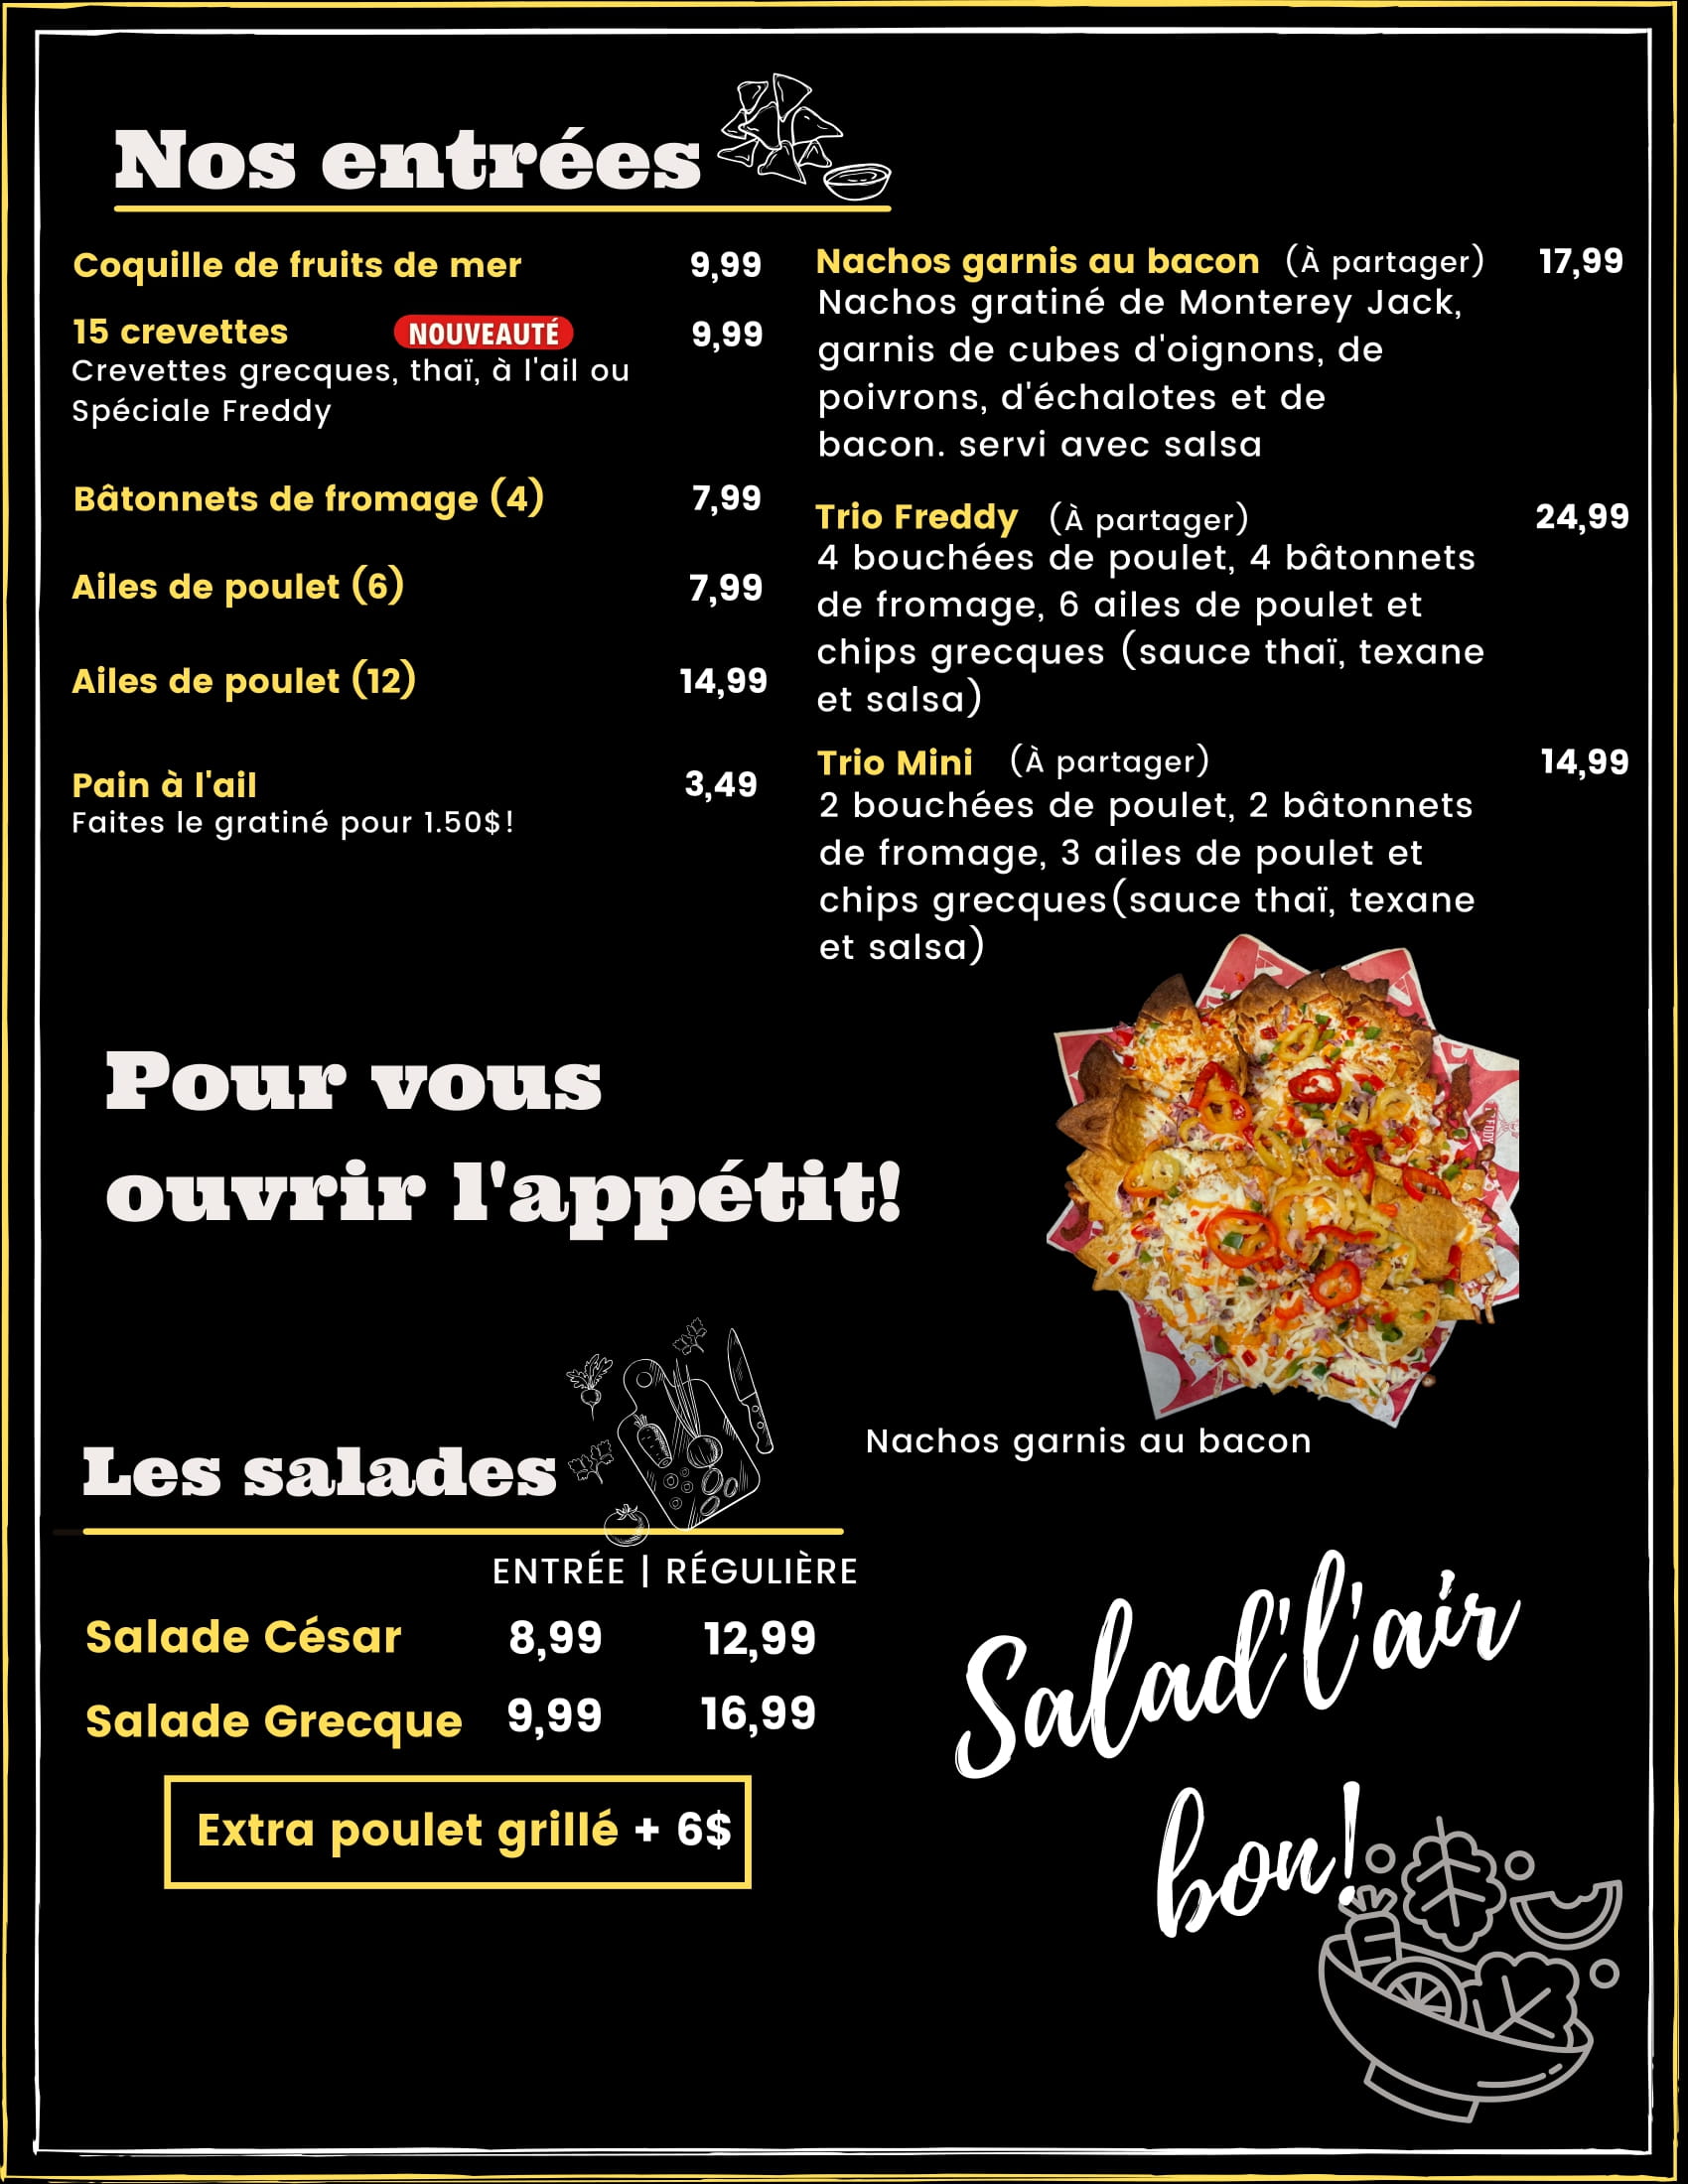 Nos entrées
Coquille de fruits de mer 9,99
15 crevettes NOUVEAUTÉ 9,99
Crevettes grecques, thaï, à l'ail ou
Spéciale Freddy
Bâtonnets de fromage (4) 7,99
Ailes de poulet (6) 7,99
Ailes de poulet (12) 14,99
Pain à l'ail 3,49
Faites le gratiné pour 1.50$!
Nachos garnis au bacon (À partager) 17,99
Nachos gratiné de Monterey Jack,
garnis de cubes d'oignons, de
poivrons, d'échalotes et de
bacon. servi avec salsa
Trio Freddy (À partager) 24,99
4 bouchées de poulet, 4 bâtonnets
de fromage, 6 ailes de poulet et
chips grecques (sauce thaï, texane
et salsa)
Trio Mini (À partager) 14,99
2 bouchées de poulet, 2 bâtonnets
de fromage, 3 ailes de poulet et
chips grecques(sauce thaï, texane
et salsa)
Pour vous
ouvrir l'appétit!
Nachos garnis au bacon
Les salades
ENTRÉE | RÉGULIÈRE
Salade César 8,99 12,99
Salade Grecque 9,99 16,99
Extra poulet grillé + 6$
Salad'l'air
bon!